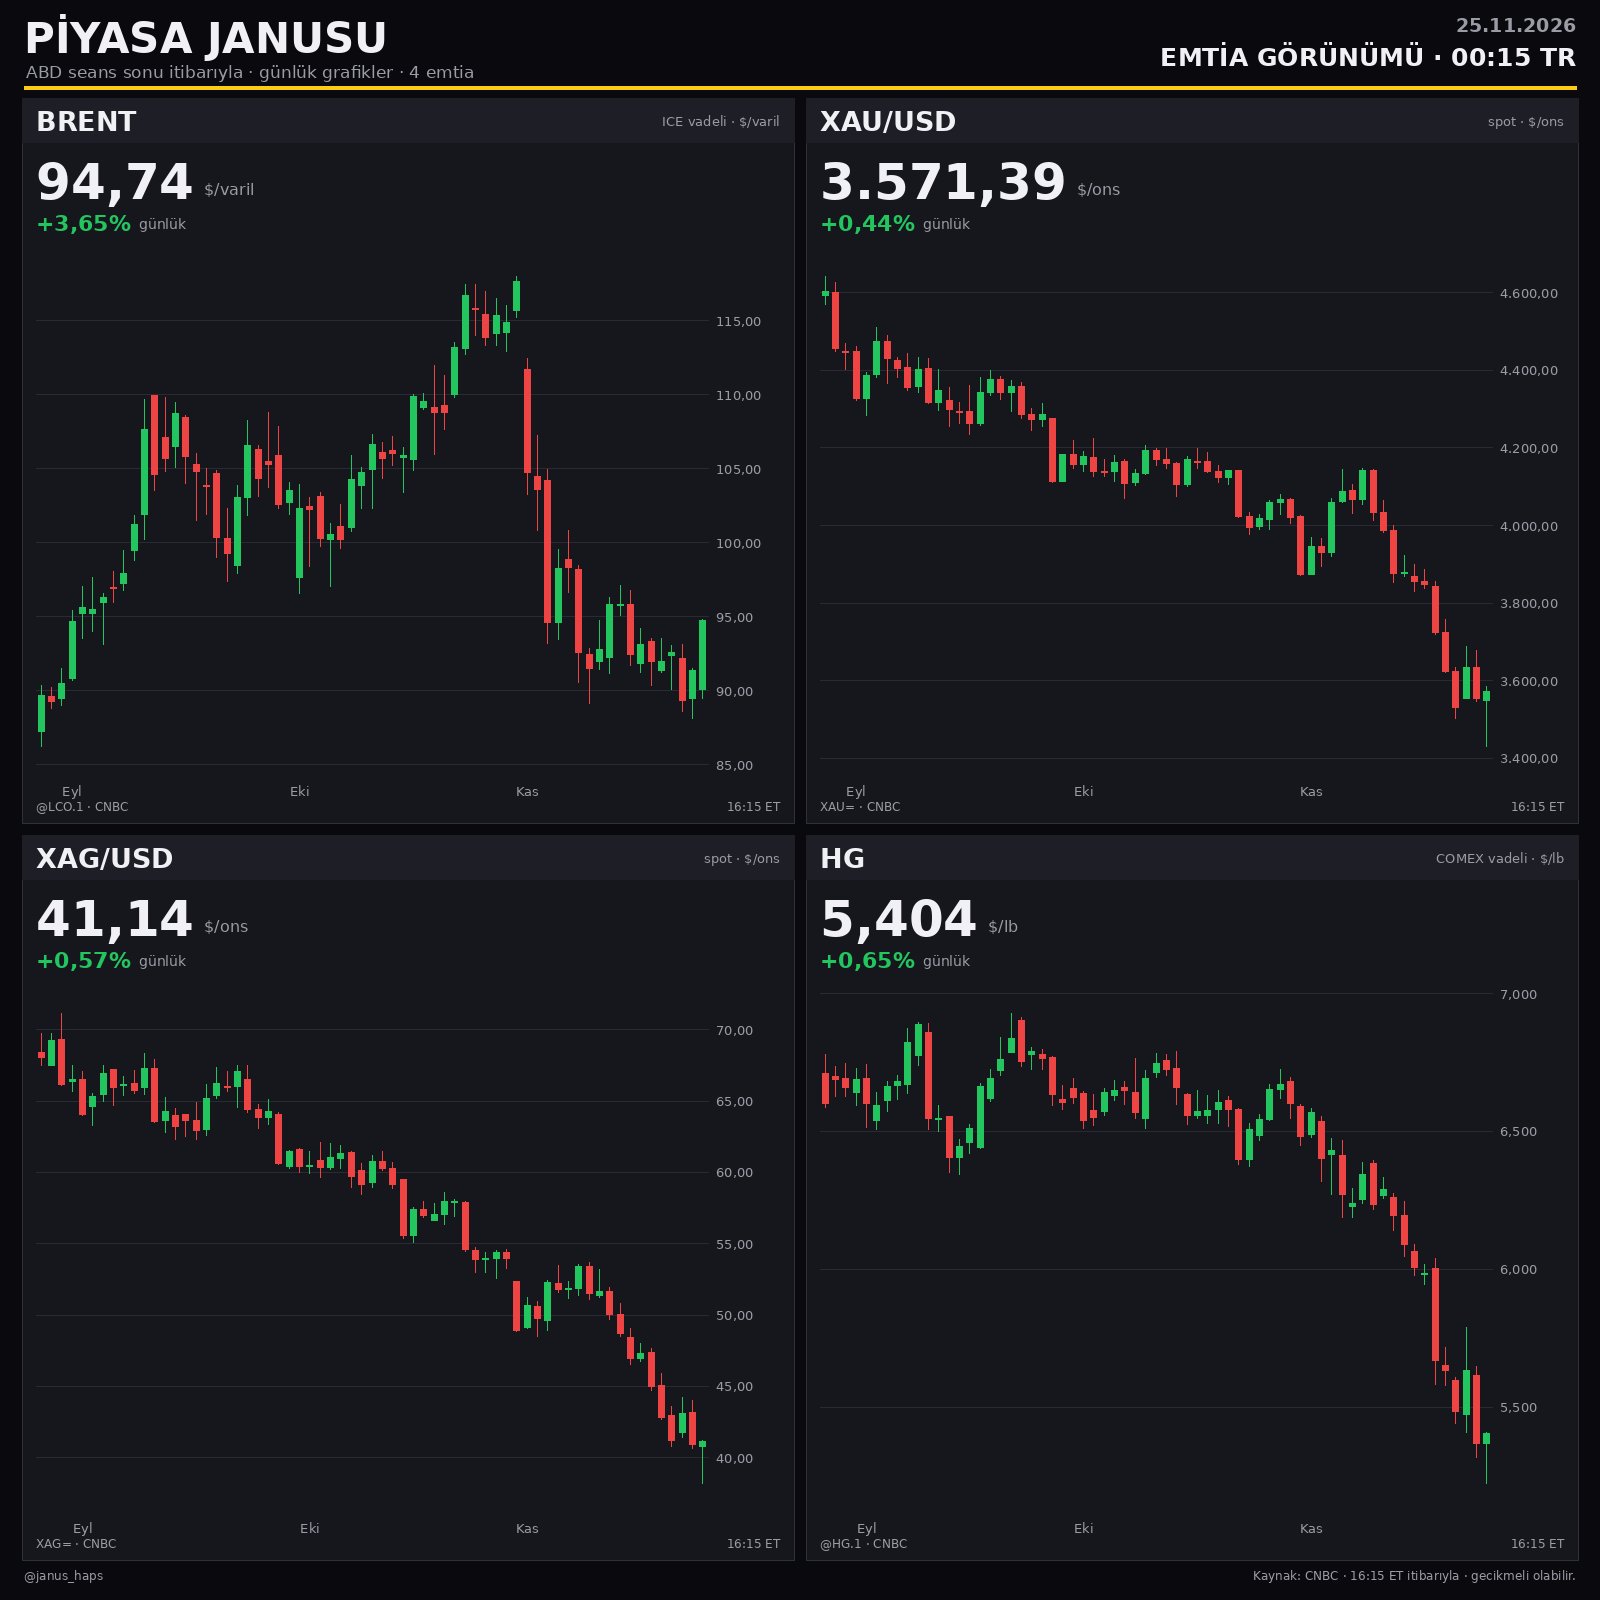 PİYASA JANUSU
ABD seans sonu itibarıyla · günlük grafikler · 4 emtia
25.11.2026
EMTİA GÖRÜNÜMÜ · 00:15 TR
BRENT
ICE vadeli · $/varil
94,74 $/varil
+3,65% günlük
115,00
110,00
105,00
100,00
95,00
90,00
85,00
Eyl Eki Kas
@LCO.1 · CNBC
16:15 ET
XAU/USD
spot · $/ons
3.571,39 $/ons
+0,44% günlük
4.600,00
4.400,00
4.200,00
4.000,00
3.800,00
3.600,00
3.400,00
Eyl Eki Kas
XAU= · CNBC
16:15 ET
XAG/USD
spot · $/ons
41,14 $/ons
+0,57% günlük
70,00
65,00
60,00
55,00
50,00
45,00
40,00
Eyl Eki Kas
XAG= · CNBC
16:15 ET
HG
COMEX vadeli · $/lb
5,404 $/lb
+0,65% günlük
7,000
6,500
6,000
5,500
Eyl Eki Kas
@HG.1 · CNBC
16:15 ET
@janus_haps
Kaynak: CNBC · 16:15 ET itibarıyla · gecikmeli olabilir.